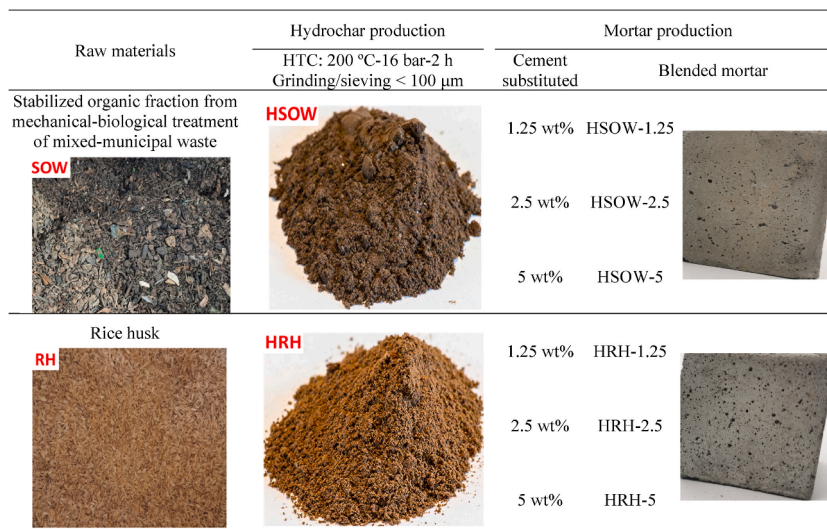 Raw materials
Hydrochar production
HTC: 200 ºC-16 bar-2 h
Grinding/sieving < 100 μm
Mortar production
Cement
substituted
Blended mortar
Stabilized organic fraction from
mechanical-biological treatment
of mixed-municipal waste
SOW
HSOW
1.25 wt% HSOW-1.25
2.5 wt% HSOW-2.5
5 wt% HSOW-5
Rice husk
RH
HRH
1.25 wt% HRH-1.25
2.5 wt% HRH-2.5
5 wt% HRH-5